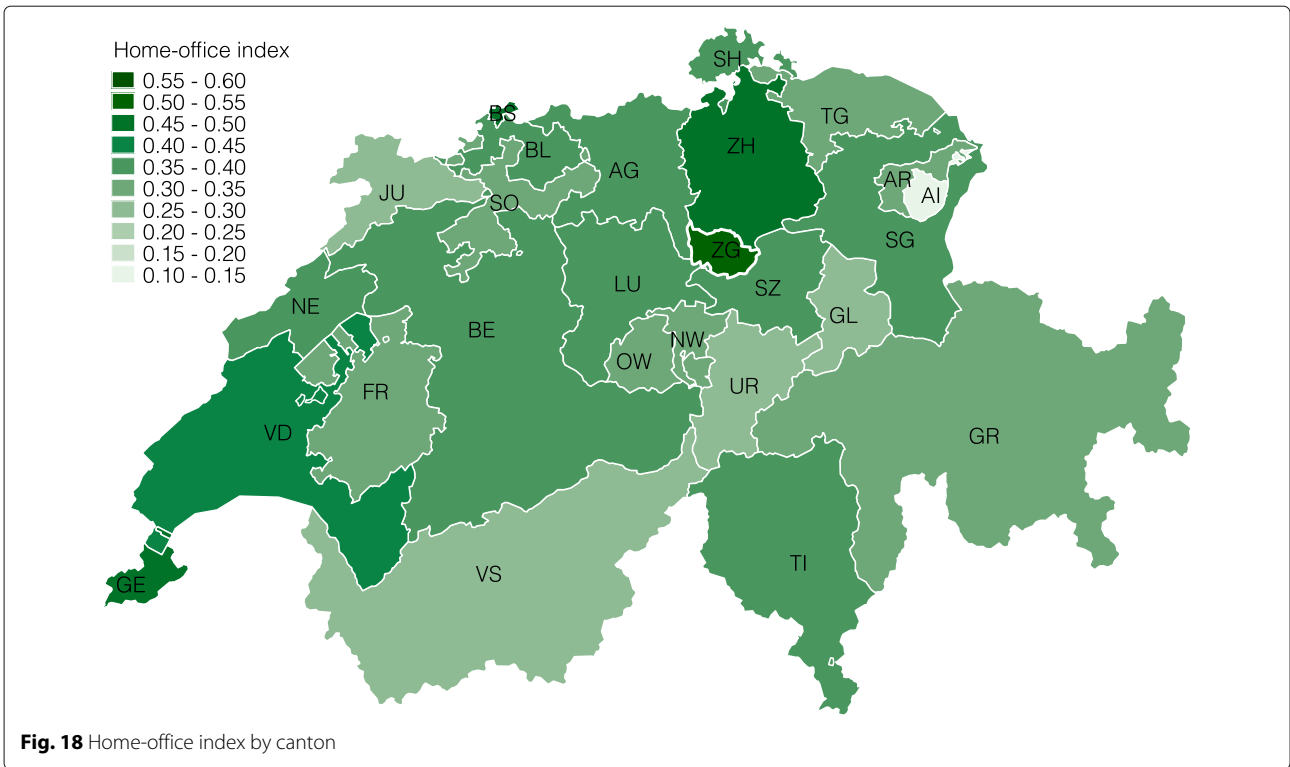 Home-office index
0.55 - 0.60
0.50 - 0.55
0.45 - 0.50
0.40 - 0.45
0.35 - 0.40
0.30 - 0.35
0.25 - 0.30
0.20 - 0.25
0.15 - 0.20
0.10 - 0.15
SH
BS
TG
ZH
BL
AG
AR
JU
AI
SO
SG
ZG
LU
SZ
NE
GL
BE
NW
OW
UR
FR
VD
GR
TI
VS
GE
Fig. 18 Home-office index by canton